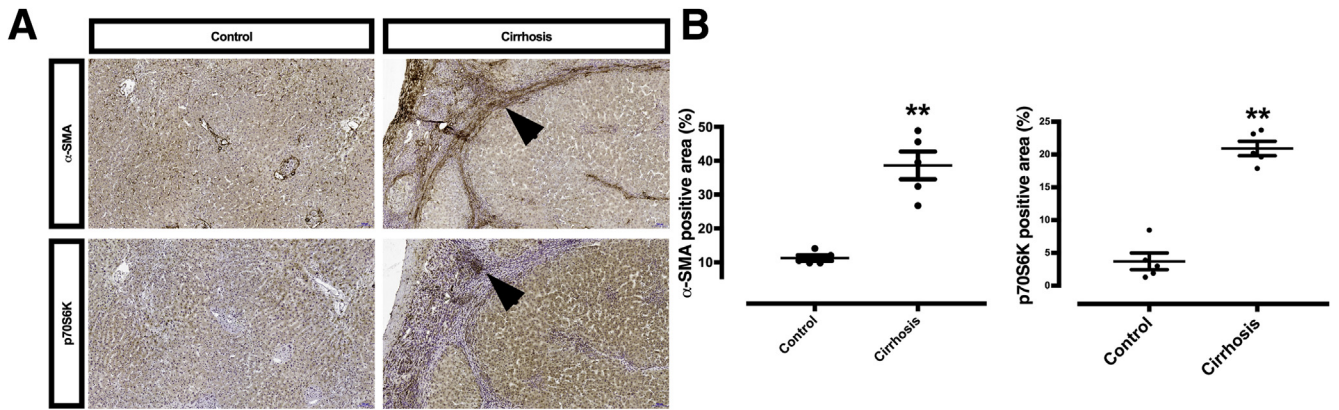 A
Control
Cirrhosis
α-SMA
p70S6K
B
α-SMA positive area (%)
50
40
30
20
10
**
Control
Cirrhosis
p70S6K positive area (%)
25
20
15
10
5
0
**
Control
Cirrhosis